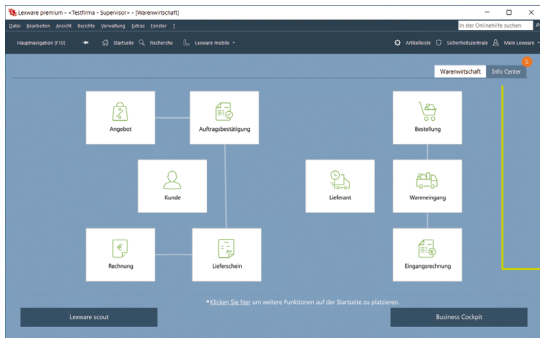 Lexware premium - <Testfirma - Supervisor> - [Warenwirtschaft]
Datei Bearbeiten Ansicht Berichte Verwaltung Extras Fenster ?
In der Onlinehilfe suchen
Hauptnavigation [F10] Startseite Recherche Lexware mobile Artikelliste Sicherheitszentrale Mein Lexware
5
Warenwirtschaft Info Center
Angebot Auftragsbestätigung Bestellung
Kunde Lieferant Wareneingang
Rechnung Lieferschein Eingangsrechnung
*Klicken Sie hier um weitere Funktionen auf der Startseite zu platzieren.
Lexware scout Business Cockpit